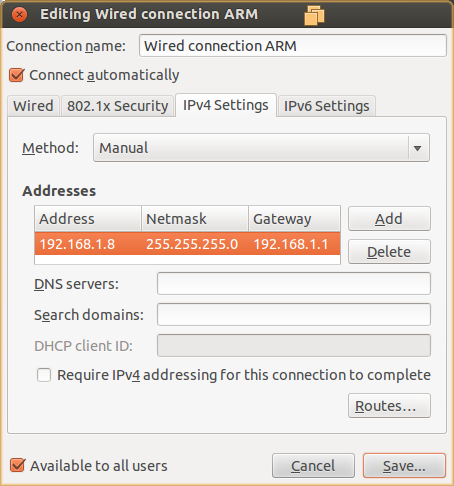 Editing Wired connection ARM
Connection name: Wired connection ARM
Connect automatically
Wired 802.1x Security IPv4 Settings IPv6 Settings
Method: Manual
Addresses
Address Netmask Gateway Add
192.168.1.8 255.255.255.0 192.168.1.1 Delete
DNS servers:
Search domains:
DHCP client ID:
Require IPv4 addressing for this connection to complete
Routes...
Available to all users Cancel Save...